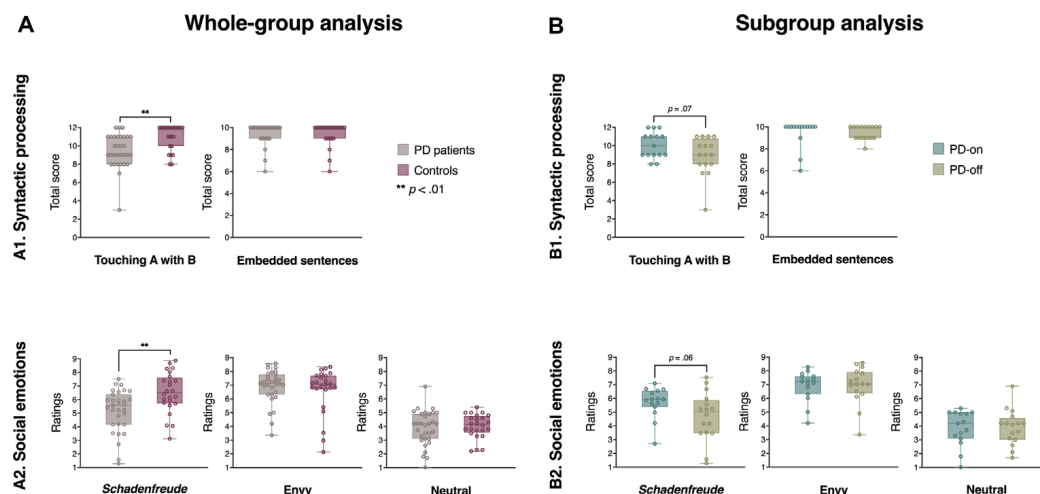 A
Whole-group analysis
A1. Syntactic processing
**
Total score
12
10
8
6
4
2
0
Touching A with B
Total score
10
8
6
4
2
0
Embedded sentences
PD patients
Controls
** p < .01
A2. Social emotions
**
Ratings
9
8
7
6
5
4
3
2
1
Schadenfreude
Ratings
9
8
7
6
5
4
3
2
1
Envy
Ratings
9
8
7
6
5
4
3
2
1
Neutral
B
Subgroup analysis
B1. Syntactic processing
p = .07
Total score
12
10
8
6
4
2
0
Touching A with B
Total score
10
8
6
4
2
0
Embedded sentences
PD-on
PD-off
B2. Social emotions
p = .06
Ratings
9
8
7
6
5
4
3
2
1
Schadenfreude
Ratings
9
8
7
6
5
4
3
2
1
Envy
Ratings
9
8
7
6
5
4
3
2
1
Neutral